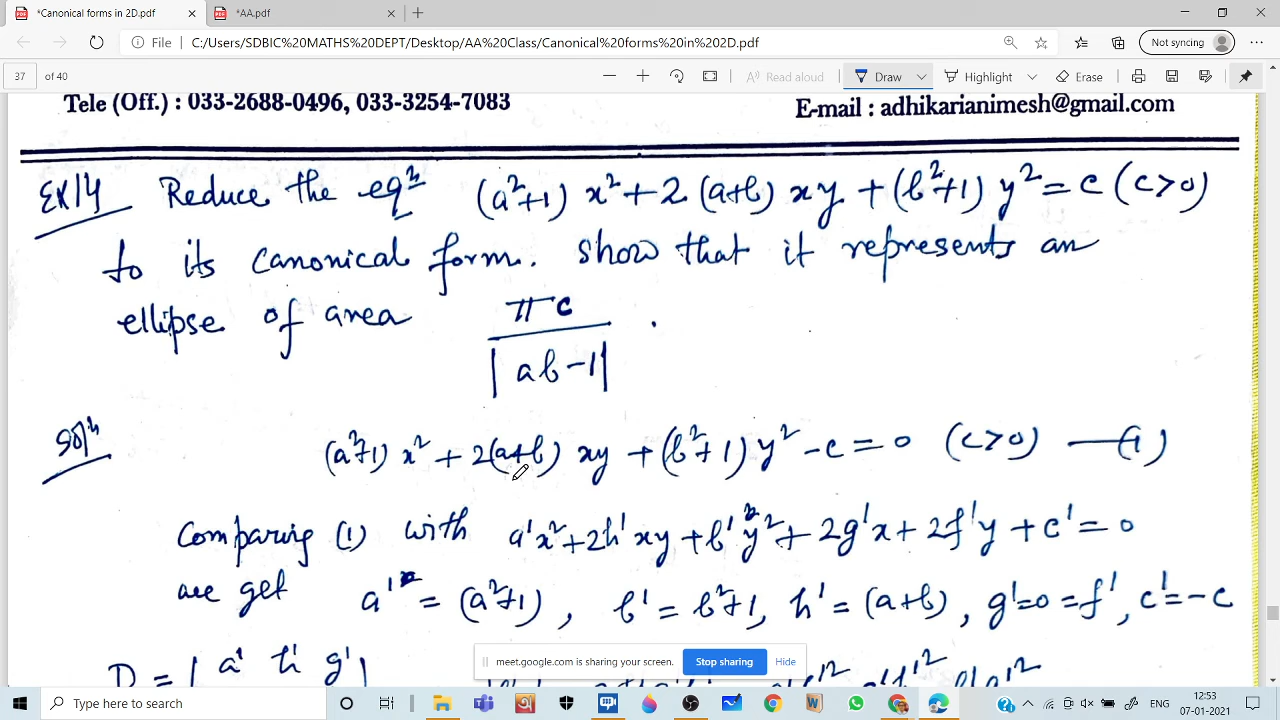 *Canonical forms in 2D.pdf
*AA.pdf
File
C:/Users/SDBIC MATHS DEPT/Desktop/AA Class/Canonical%20forms%20in%202D.pdf
Not syncing
37 of 40
Read aloud
Draw
Highlight
Erase
Tele (Off.) : 033-2688-0496, 033-3254-7083
E-mail : adhikarianimesh@gmail.com
EX/14 Reduce the eqⁿ (a²+1) x² + 2 (a+b) xy + (b²+1) y² = c (c>0)
to its canonical form. show that it represents an
ellipse of area πc / |ab-1| .
Solⁿ
(a²+1) x² + 2(a+b) xy + (b²+1) y² - c = 0 (c>0) —(1)
Comparing (1) with a'x²+2h'xy+b'y²+2g'x+2f'y+c'=0
we get a' = (a²+1), b' = b²+1, h' = (a+b), g'=0=f', c'=-c
D = | a' h' g' |
meet.google.com is sharing your screen.
Stop sharing
Hide
Type here to search
ENG
12:53
07-01-2021